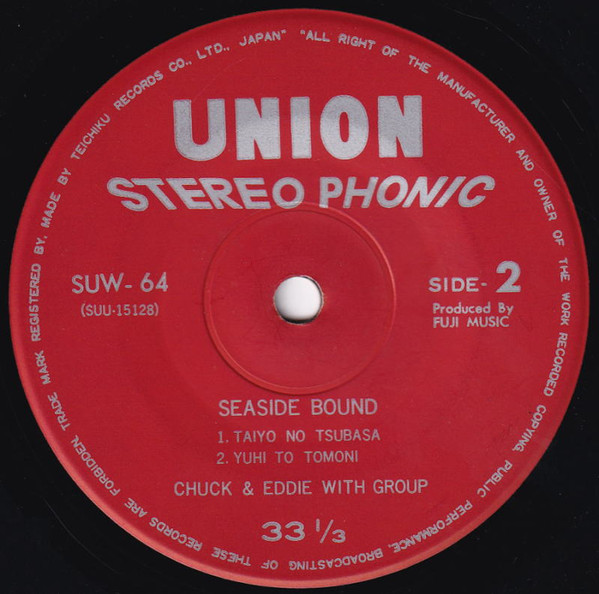 TRADE MARK REGISTERED BY. MADE BY TEICHIKU RECORDS CO., LTD., JAPAN" "ALL RIGHT OF THE MANUFACTURER AND OWNER OF THE WORK RECORDED COPYING, PUBLIC PERFORMANCE, BROADCASTING OF THESE RECORDS ARE FORBIDDEN,
UNION
STEREO PHONIC
SUW-64
(SUU-15128)
SIDE-2
Produced By
FUJI MUSIC
SEASIDE BOUND
1. TAIYO NO TSUBASA
2. YUHI TO TOMONI
CHUCK & EDDIE WITH GROUP
33 1/3